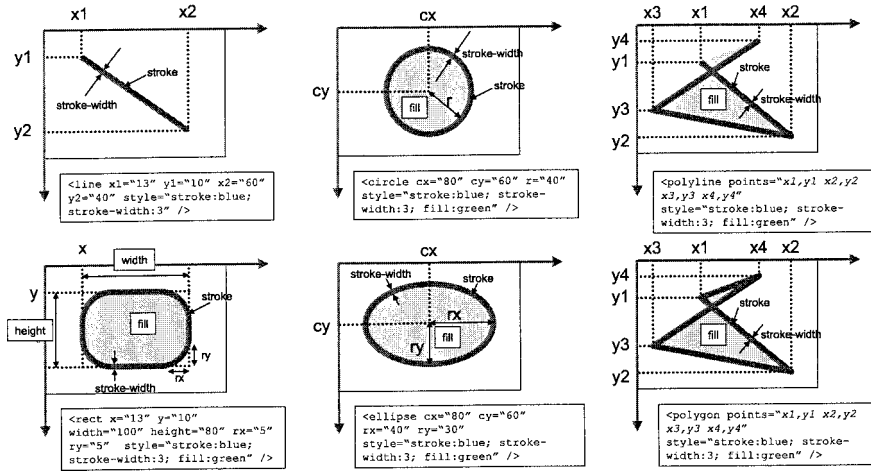 x1 x2
y1
stroke
stroke-width
y2
<line x1="13" y1="10" x2="60"
y2="40" style="stroke:blue;
stroke-width:3" />
cx
stroke-width
stroke
cy
fill
r
<circle cx="80" cy="60" r="40"
style="stroke:blue; stroke-
width:3; fill:green" />
x3 x1 x4 x2
y4
y1
stroke
stroke-width
fill
y3
y2
<polyline points="x1,y1 x2,y2
x3,y3 x4,y4"
style="stroke:blue; stroke-
width:3; fill:green" />
x
width
y
stroke
fill
height
ry
rx
stroke-width
<rect x="13" y="10"
width="100" height="80" rx="5"
ry="5" style="stroke:blue;
stroke-width:3; fill:green" />
cx
stroke-width
stroke
rx
cy
fill
ry
<ellipse cx="80" cy="60"
rx="40" ry="30"
style="stroke:blue; stroke-
width:3; fill:green" />
x3 x1 x4 x2
y4
y1
stroke
fill
stroke-width
y3
y2
<polygon points="x1,y1 x2,y2
x3,y3 x4,y4"
style="stroke:blue; stroke-
width:3; fill:green" />